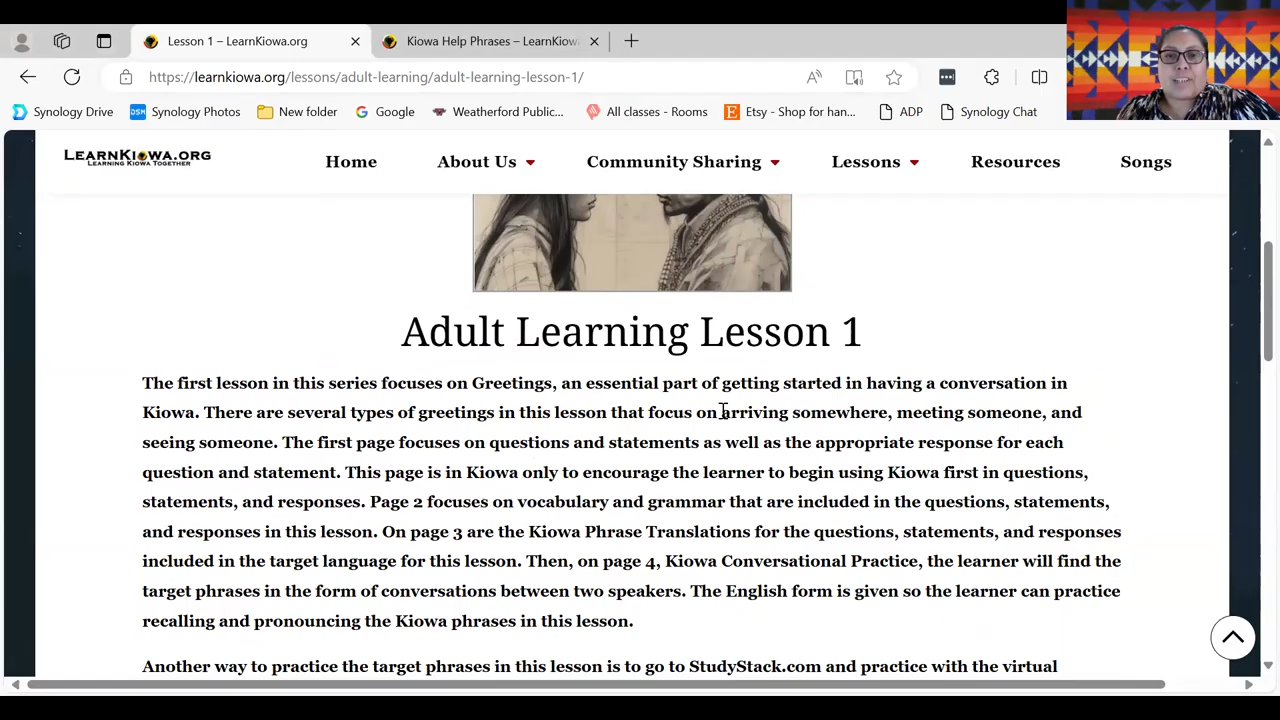 Lesson 1 – LearnKiowa.org
Kiowa Help Phrases – LearnKiow
https://learnkiowa.org/lessons/adult-learning/adult-learning-lesson-1/
Synology Drive
DSM Synology Photos
New folder
Google
Weatherford Public...
All classes - Rooms
E Etsy - Shop for han...
ADP
Synology Chat
LEARNKIOWA.ORG
LEARNING KIOWA TOGETHER
Home About Us Community Sharing Lessons Resources Songs
Adult Learning Lesson 1
The first lesson in this series focuses on Greetings, an essential part of getting started in having a conversation in
Kiowa. There are several types of greetings in this lesson that focus on arriving somewhere, meeting someone, and
seeing someone. The first page focuses on questions and statements as well as the appropriate response for each
question and statement. This page is in Kiowa only to encourage the learner to begin using Kiowa first in questions,
statements, and responses. Page 2 focuses on vocabulary and grammar that are included in the questions, statements,
and responses in this lesson. On page 3 are the Kiowa Phrase Translations for the questions, statements, and responses
included in the target language for this lesson. Then, on page 4, Kiowa Conversational Practice, the learner will find the
target phrases in the form of conversations between two speakers. The English form is given so the learner can practice
recalling and pronouncing the Kiowa phrases in this lesson.
Another way to practice the target phrases in this lesson is to go to StudyStack.com and practice with the virtual